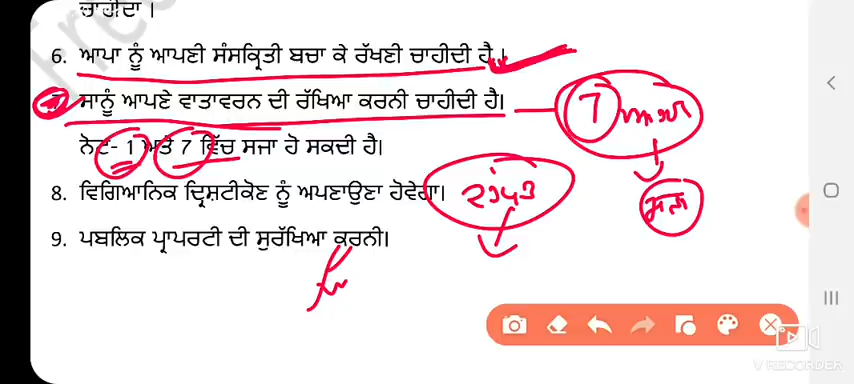 ਚਾਹੀਦਾ।
6. ਆਪਾ ਨੂੰ ਆਪਣੀ ਸੰਸਕ੍ਰਿਤੀ ਬਚਾ ਕੇ ਰੱਖਣੀ ਚਾਹੀਦੀ ਹੈ।
ਸਾਨੂੰ ਆਪਣੇ ਵਾਤਾਵਰਨ ਦੀ ਰੱਖਿਆ ਕਰਨੀ ਚਾਹੀਦੀ ਹੈ।
7
ਨੋਟ- 1 ਅਤੇ 7 ਵਿੱਚ ਸਜਾ ਹੋ ਸਕਦੀ ਹੈ।
8. ਵਿਗਿਆਨਿਕ ਦ੍ਰਿਸ਼ਟੀਕੋਣ ਨੂੰ ਅਪਣਾਉਣਾ ਹੋਵੇਗਾ।
9. ਪਬਲਿਕ ਪ੍ਰਾਪਰਟੀ ਦੀ ਸੁਰੱਖਿਆ ਕਰਨੀ।
V RECORDER